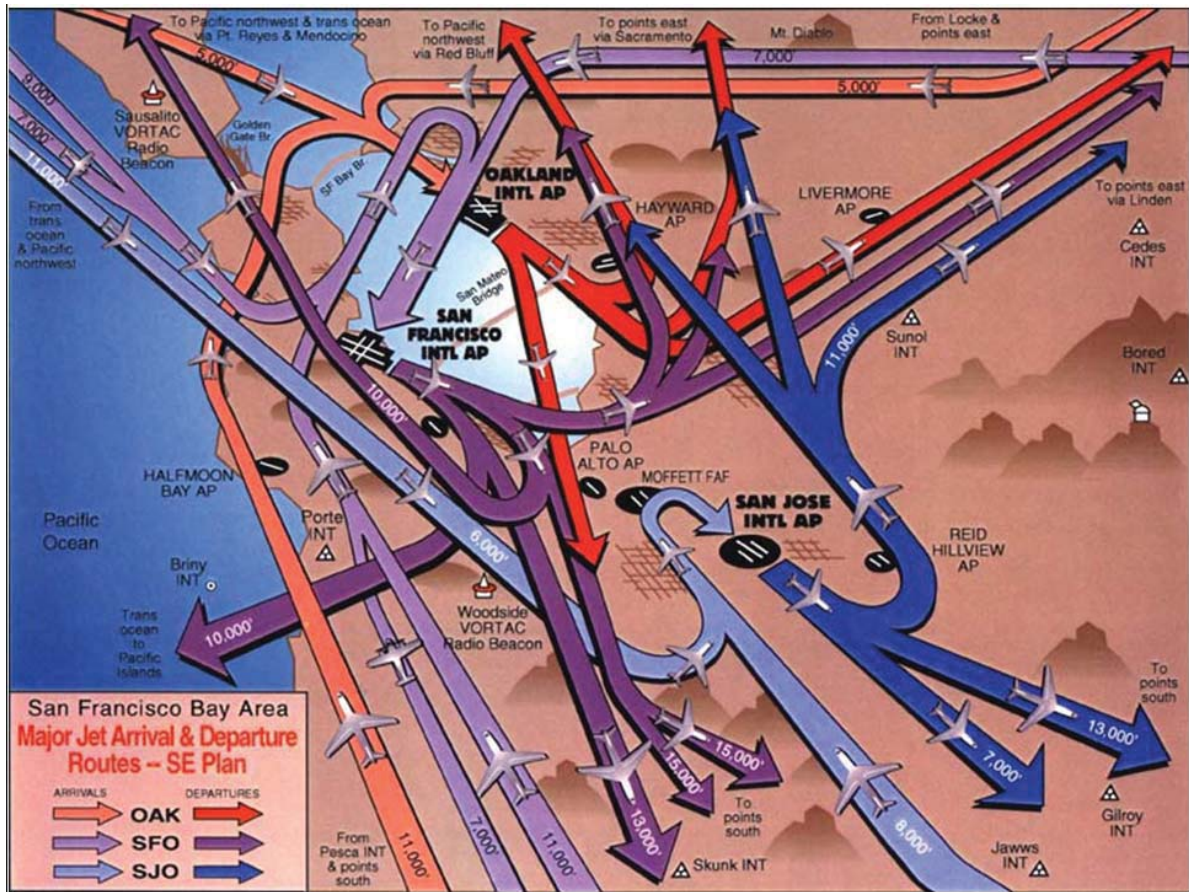 To Pacific northwest & trans ocean
via Pt. Reyes & Mendocino
To Pacific
northwest
via Red Bluff
To points east
via Sacramento
Mt. Diablo
From Locke &
points east
5,000'
7,000'
5,000'
9,000'
7,000'
11,000'
Sausalito
VORTAC
Radio
Beacon
Golden
Gate Br.
SF Bay Br.
OAKLAND
INTL AP
HAYWARD
AP
LIVERMORE
AP
To points east
via Linden
Cedes
INT
From
trans
ocean
& Pacific
northwest
San Mateo
Bridge
SAN
FRANCISCO
INTL AP
Sunol
INT
Bored
INT
11,000'
10,000'
HALFMOON
BAY AP
PALO
ALTO AP
MOFFETT FAF
SAN JOSE
INTL AP
REID
HILLVIEW
AP
Pacific
Ocean
Porte
INT
6,000'
Briny
INT
Woodside
VORTAC
Radio Beacon
10,000'
Trans
ocean
to
Pacific
Islands
To
points
south
13,000'
7,000'
15,000'
15,000'
13,000'
To
points
south
Gilroy
INT
Jawws
INT
8,000'
Skunk INT
11,000'
7,000'
11,000'
From
Pesca INT
& points
south
San Francisco Bay Area
Major Jet Arrival & Departure
Routes -- SE Plan
ARRIVALS DEPARTURES
OAK
SFO
SJO